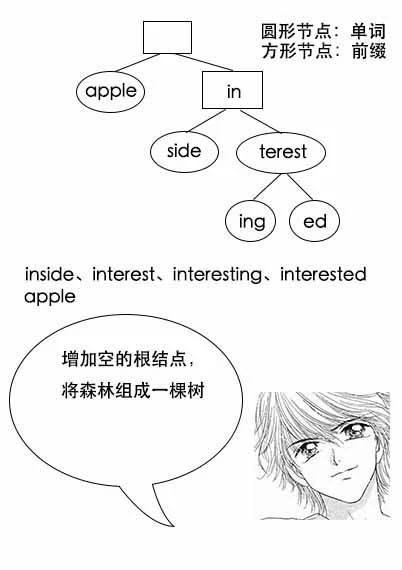 圆形节点：单词
方形节点：前缀
apple
in
side
terest
ing
ed
inside、interest、interesting、interested
apple
增加空的根结点，
将森林组成一棵树